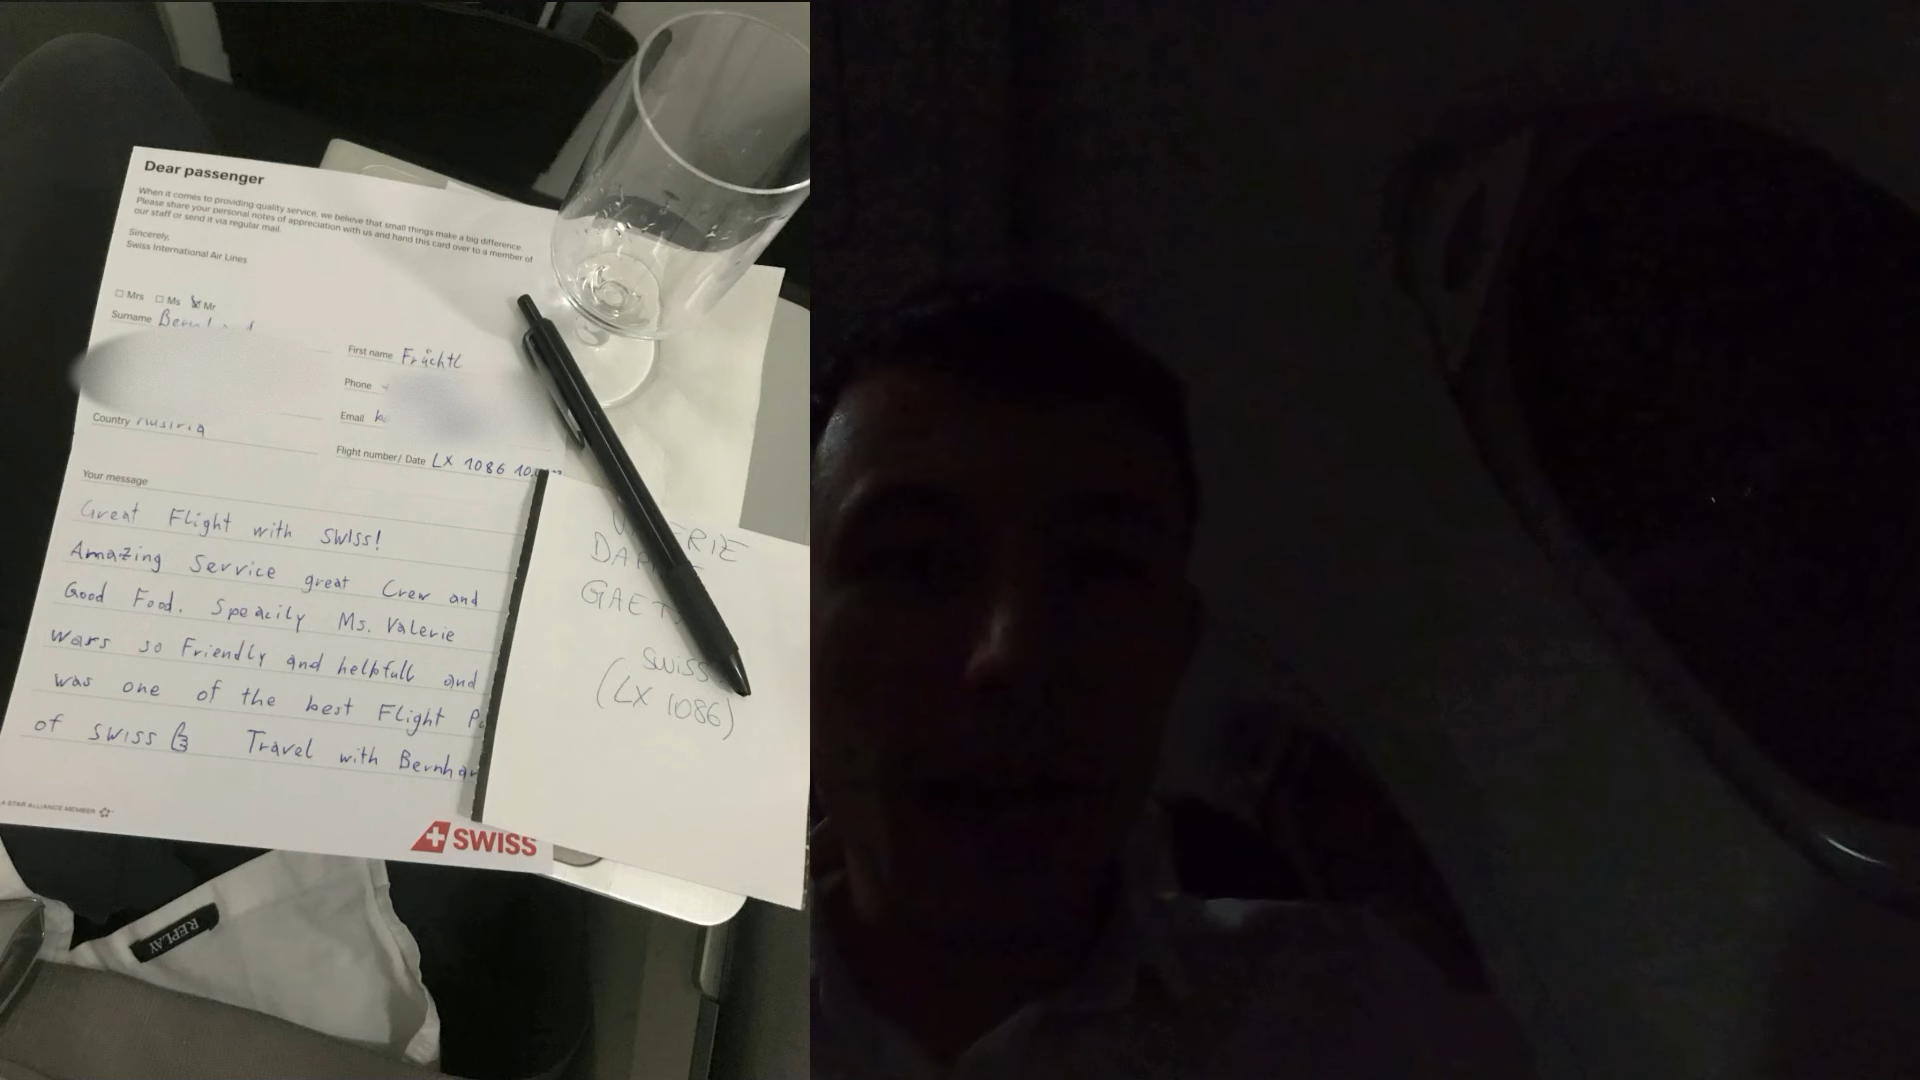 Dear passenger
When it comes to providing quality service, we believe that small things make a big difference.
Please share your personal notes of appreciation with us and hand this card over to a member of
our staff or send it via regular mail.
Sincerely,
Swiss International Air Lines
Mrs Ms Mr
Surname
First name Früchtl
Phone
Email
Country
Flight number/ Date LX 1086
Your message
Great Flight with SWISS!
Amazing Service great Crew and
Good Food. Speacily Ms. Valerie
wars so Friendly and helpfull and
was one of the best Flight
of SWISS Travel with
A STAR ALLIANCE MEMBER
SWISS
SWISS
(LX 1086)
REPLAY